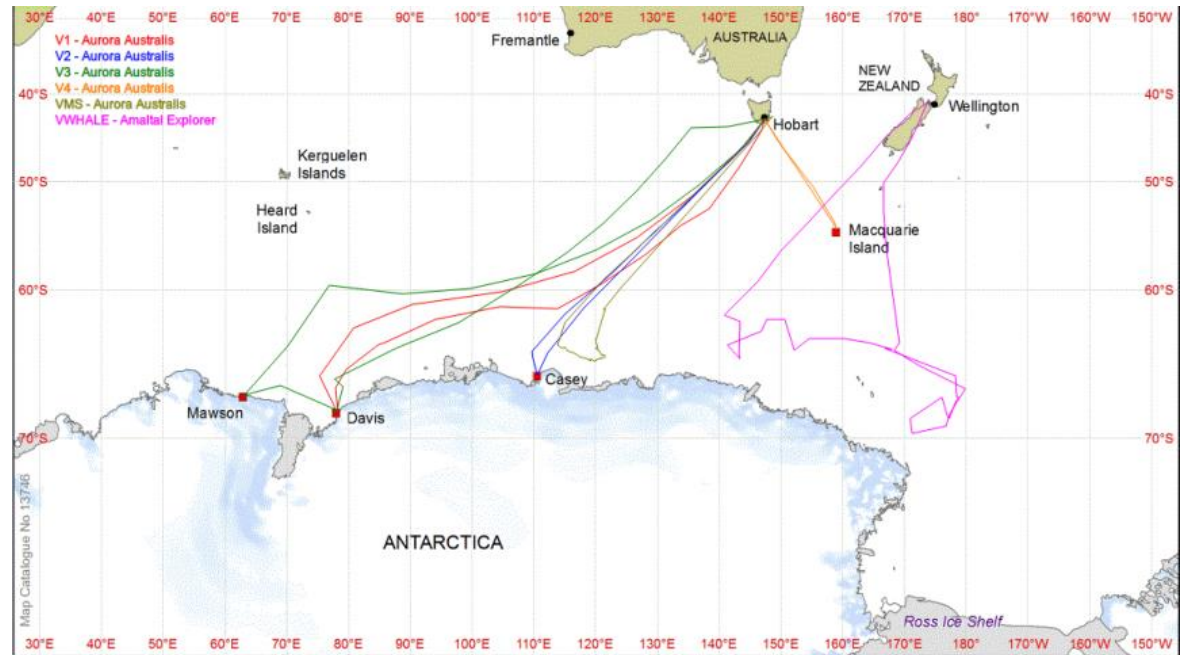 30°E 40°E 50°E 60°E 70°E 80°E 90°E 100°E 110°E 120°E 130°E 140°E 150°E 160°E 170°E 180°E 170°W 160°W 150°W
V1 - Aurora Australis
V2 - Aurora Australis
V3 - Aurora Australis
V4 - Aurora Australis
VMS - Aurora Australis
VWHALE - Amaltal Explorer
Fremantle
AUSTRALIA
NEW
ZEALAND
40°S
40°S
Wellington
Hobart
Kerguelen
Islands
50°S
50°S
Heard
Island
Macquarie
Island
60°S
60°S
Casey
Mawson
Davis
70°S
70°S
Map Catalogue No 13746
ANTARCTICA
Ross Ice Shelf
30°E 40°E 50°E 60°E 70°E 80°E 90°E 100°E 110°E 120°E 130°E 140°E 150°E 160°E 170°E 180°E 170°W 160°W 150°W